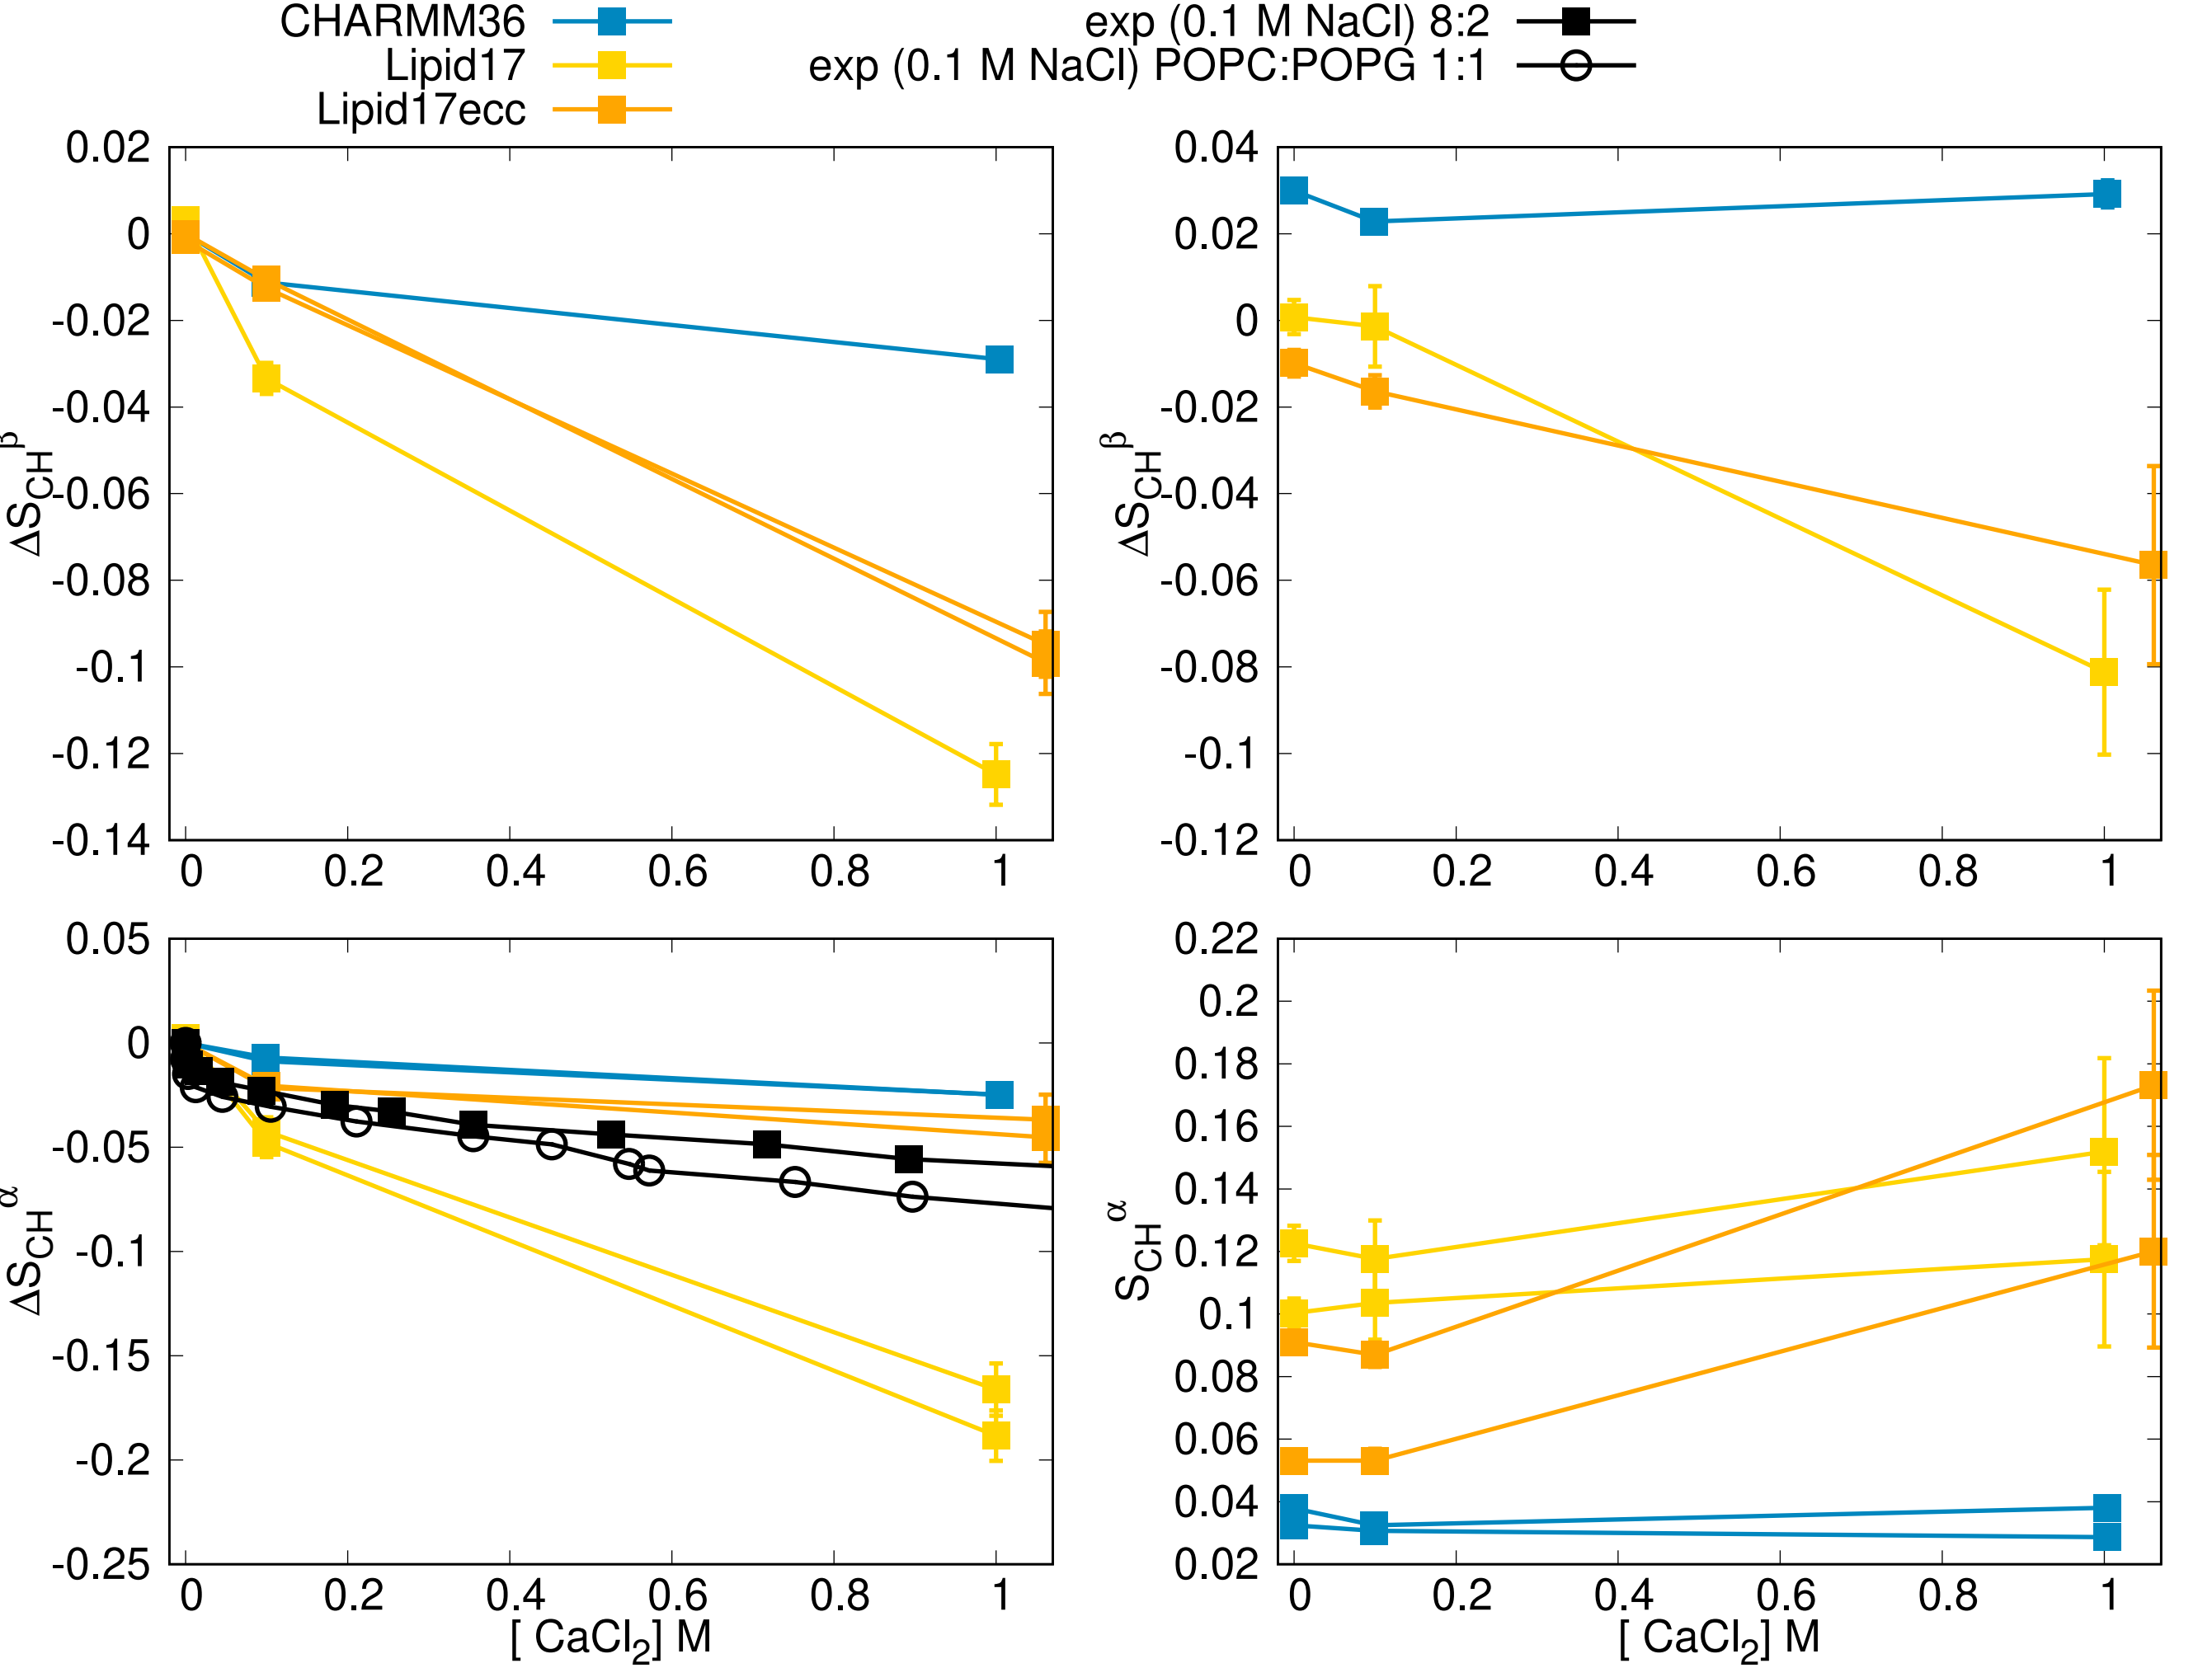 CHARMM36
Lipid17
Lipid17ecc
exp (0.1 M NaCl) 8:2
exp (0.1 M NaCl) POPC:POPG 1:1
0.02
0
-0.02
-0.04
-0.06
-0.08
-0.1
-0.12
-0.14
ΔS_CH^β
0 0.2 0.4 0.6 0.8 1
0.04
0.02
0
-0.02
-0.04
-0.06
-0.08
-0.1
-0.12
ΔS_CH^β
0 0.2 0.4 0.6 0.8 1
0.05
0
-0.05
-0.1
-0.15
-0.2
-0.25
ΔS_CH^α
0 0.2 0.4 0.6 0.8 1
[ CaCl₂] M
0.22
0.2
0.18
0.16
0.14
0.12
0.1
0.08
0.06
0.04
0.02
S_CH^α
0 0.2 0.4 0.6 0.8 1
[ CaCl₂] M